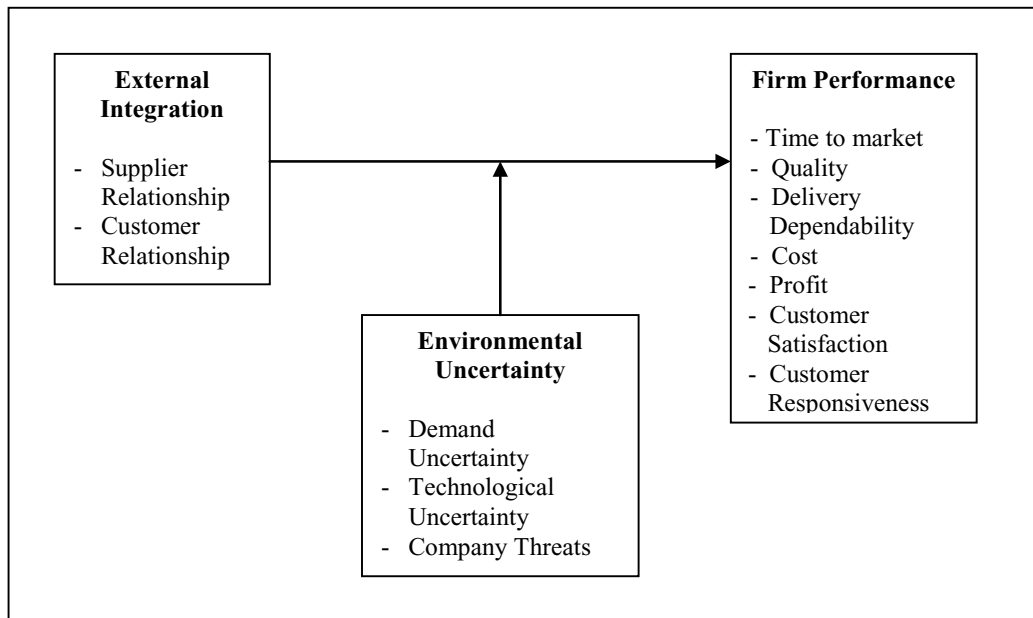 External
Integration
- Supplier
Relationship
- Customer
Relationship
Firm Performance
- Time to market
- Quality
- Delivery
Dependability
- Cost
- Profit
- Customer
Satisfaction
- Customer
Responsiveness
Environmental
Uncertainty
- Demand
Uncertainty
- Technological
Uncertainty
- Company Threats